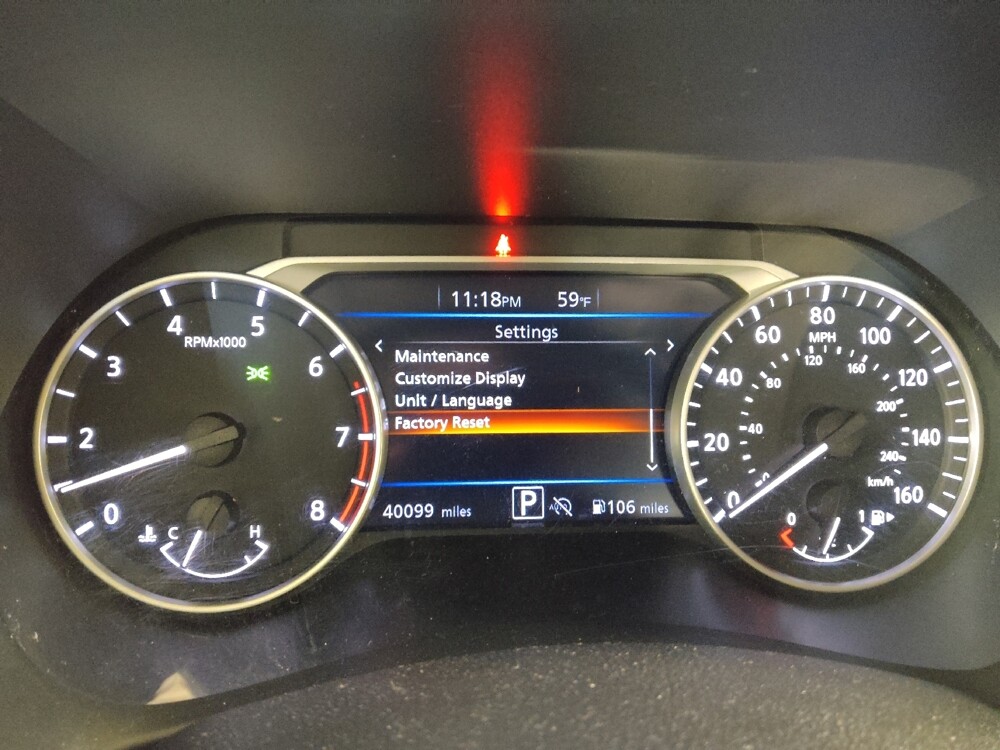 11:18PM 59°F
Settings
Maintenance
Customize Display
Unit / Language
Factory Reset
40099 miles P 106 miles
0 2 3 4 5 6 7 8
RPMx1000
C H
0 20 40 60 80 100 120 140 160
MPH
0 40 80 120 160 200 240
km/h
0 1